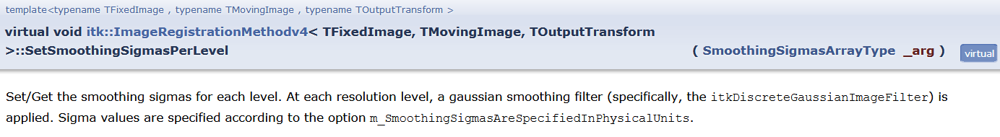 template<typename TFixedImage , typename TMovingImage , typename TOutputTransform >
virtual void itk::ImageRegistrationMethodv4< TFixedImage, TMovingImage, TOutputTransform
>::SetSmoothingSigmasPerLevel ( SmoothingSigmasArrayType _arg ) virtual
Set/Get the smoothing sigmas for each level. At each resolution level, a gaussian smoothing filter (specifically, the itkDiscreteGaussianImageFilter) is
applied. Sigma values are specified according to the option m_SmoothingSigmasAreSpecifiedInPhysicalUnits.